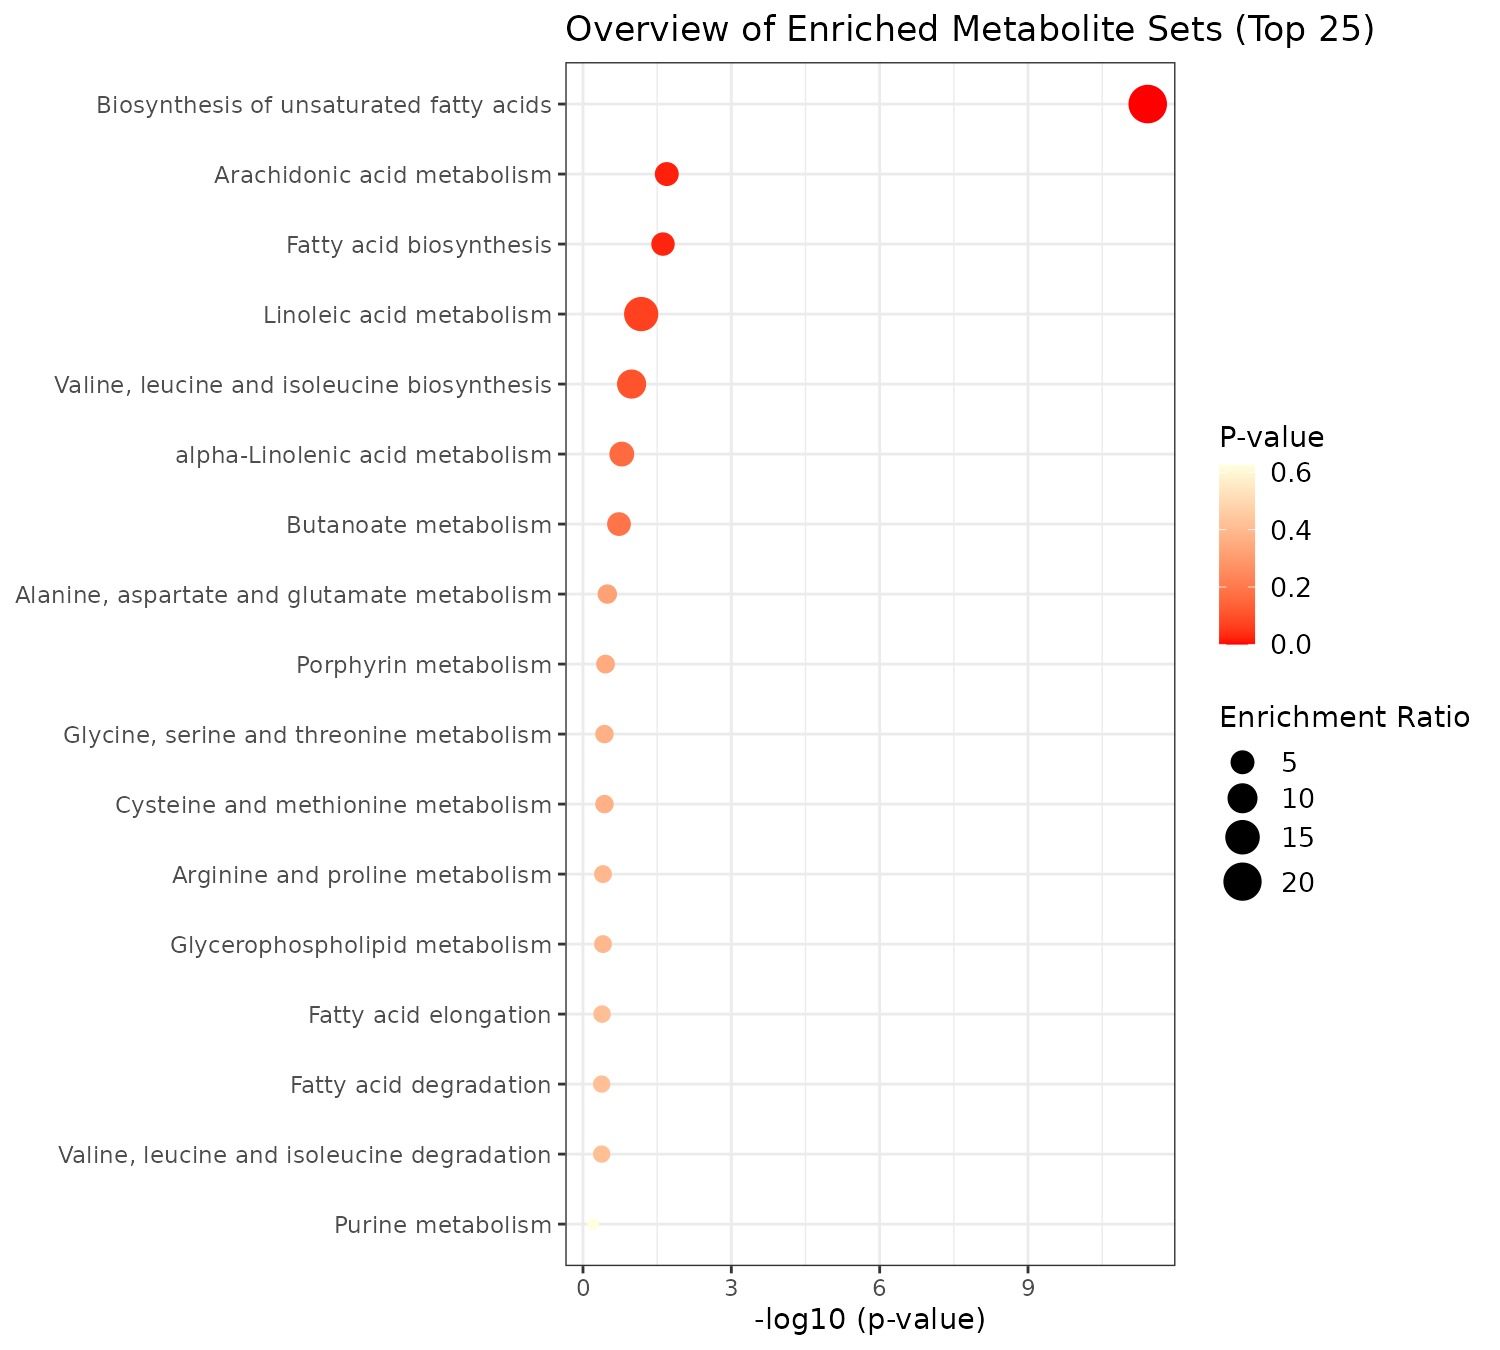 Overview of Enriched Metabolite Sets (Top 25)
Biosynthesis of unsaturated fatty acids
Arachidonic acid metabolism
Fatty acid biosynthesis
Linoleic acid metabolism
Valine, leucine and isoleucine biosynthesis
alpha-Linolenic acid metabolism
Butanoate metabolism
Alanine, aspartate and glutamate metabolism
Porphyrin metabolism
Glycine, serine and threonine metabolism
Cysteine and methionine metabolism
Arginine and proline metabolism
Glycerophospholipid metabolism
Fatty acid elongation
Fatty acid degradation
Valine, leucine and isoleucine degradation
Purine metabolism
0 3 6 9
-log10 (p-value)
P-value
0.6
0.4
0.2
0.0
Enrichment Ratio
5
10
15
20